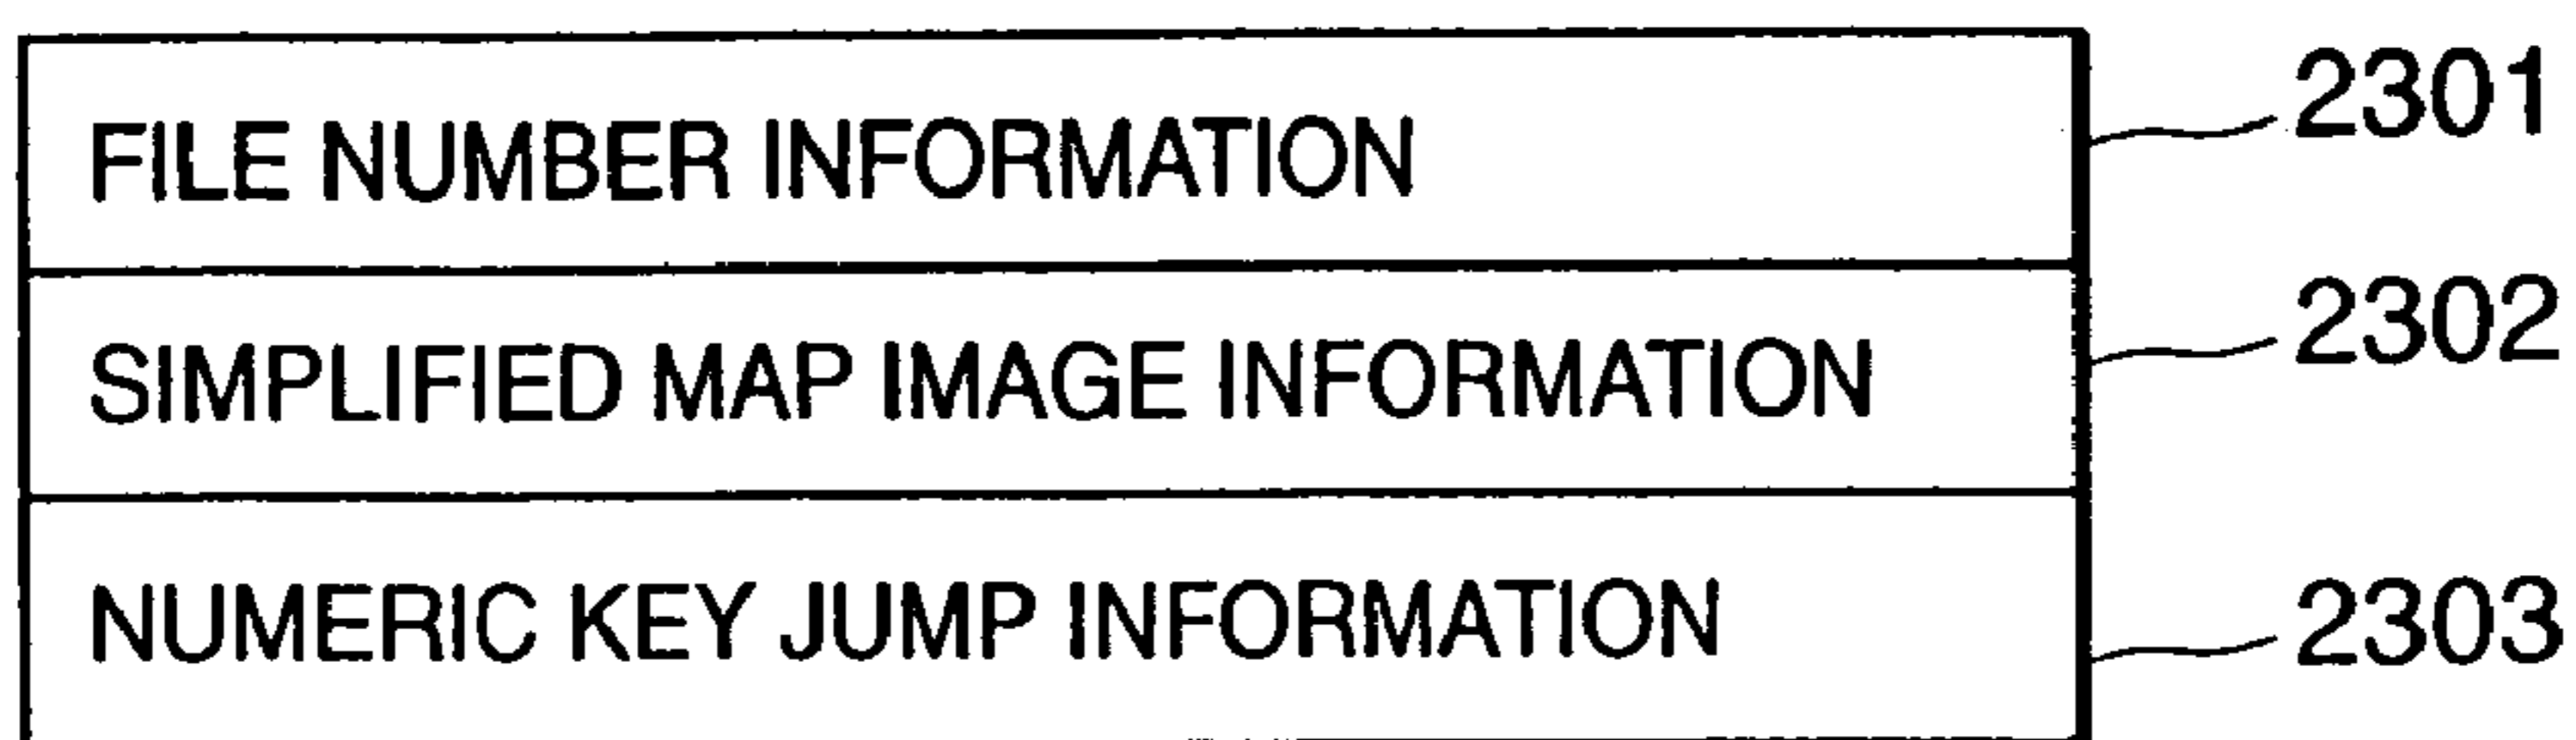 FILE NUMBER INFORMATION 2301
SIMPLIFIED MAP IMAGE INFORMATION 2302
NUMERIC KEY JUMP INFORMATION 2303